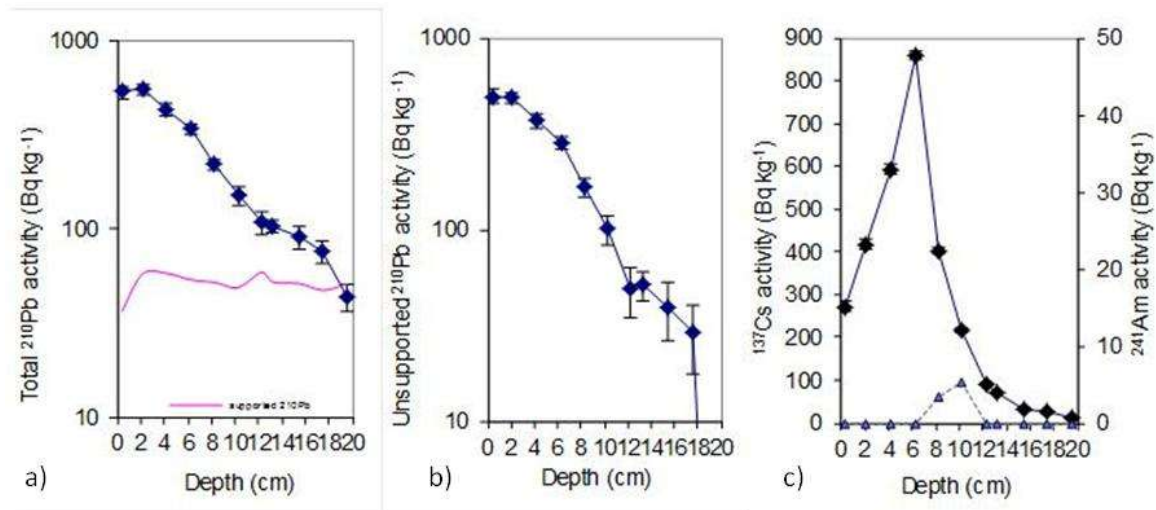 1000
100
10
Total ²¹⁰Pb activity (Bq kg⁻¹)
supported 210Pb
0 2 4 6 8 10 12 14 16 18 20
Depth (cm)
a)
1000
100
10
Unsupported ²¹⁰Pb activity (Bq kg⁻¹)
0 2 4 6 8 10 12 14 16 18 20
Depth (cm)
b)
900
800
700
600
500
400
300
200
100
0
¹³⁷Cs activity (Bq kg⁻¹)
50
40
30
20
10
0
²⁴¹Am activity (Bq kg⁻¹)
0 2 4 6 8 10 12 14 16 18 20
Depth (cm)
c)